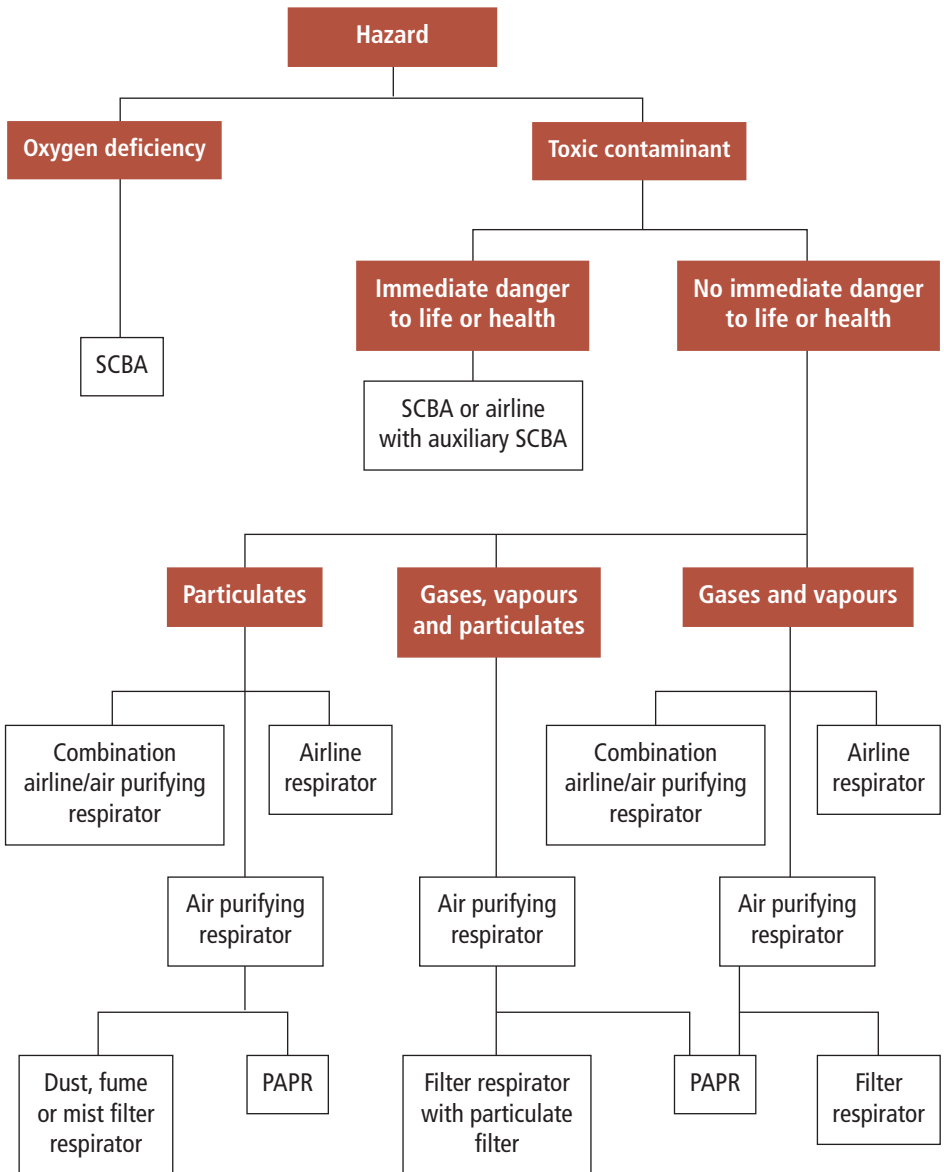 Hazard
Oxygen deficiency
Toxic contaminant
Immediate danger
to life or health
No immediate danger
to life or health
SCBA
SCBA or airline
with auxiliary SCBA
Particulates
Gases, vapours
and particulates
Gases and vapours
Combination
airline/air purifying
respirator
Airline
respirator
Combination
airline/air purifying
respirator
Airline
respirator
Air purifying
respirator
Air purifying
respirator
Air purifying
respirator
Dust, fume
or mist filter
respirator
PAPR
Filter respirator
with particulate
filter
PAPR
Filter
respirator